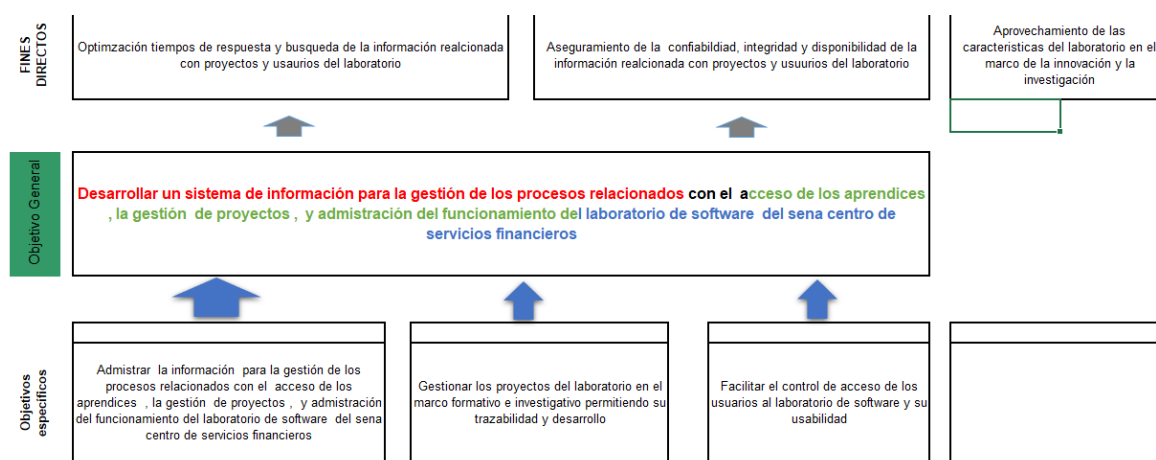 FINES
DIRECTOS
Optimzación tiempos de respuesta y busqueda de la información realcionada
con proyectos y usaurios del laboratorio
Aseguramiento de la confiabildiad, integridad y disponibilidad de la
información realcionada con proyectos y usuurios del laboratorio
Aprovechamiento de las
caracteristicas del laboratorio en el
marco de la innovación y la
investigación
Objetivo General
Desarrollar un sistema de información para la gestión de los procesos relacionados con el acceso de los aprendices
, la gestión de proyectos , y admistración del funcionamiento del laboratorio de software del sena centro de
servicios financieros
Objetivos
especificos
Admistrar la información para la gestión de los
procesos relacionados con el acceso de los
aprendices , la gestión de proyectos , y admistración
del funcionamiento del laboratorio de software del sena
centro de servicios financieros
Gestionar los proyectos del laboratorio en el
marco formativo e investigativo permitiendo su
trazabilidad y desarrollo
Facilitar el control de acceso de los
usuarios al laboratorio de software y su
usabilidad